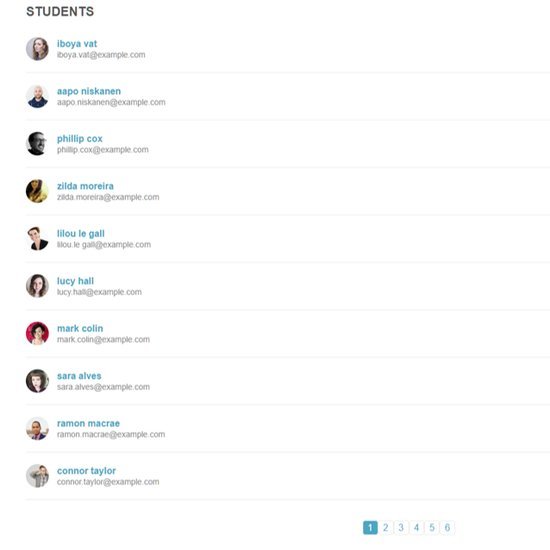 STUDENTS
iboya vat
iboya.vat@example.com
aapo niskanen
aapo.niskanen@example.com
phillip cox
phillip.cox@example.com
zilda moreira
zilda.moreira@example.com
lilou le gall
lilou.le gall@example.com
lucy hall
lucy.hall@example.com
mark colin
mark.colin@example.com
sara alves
sara.alves@example.com
ramon macrae
ramon.macrae@example.com
connor taylor
connor.taylor@example.com
1 2 3 4 5 6